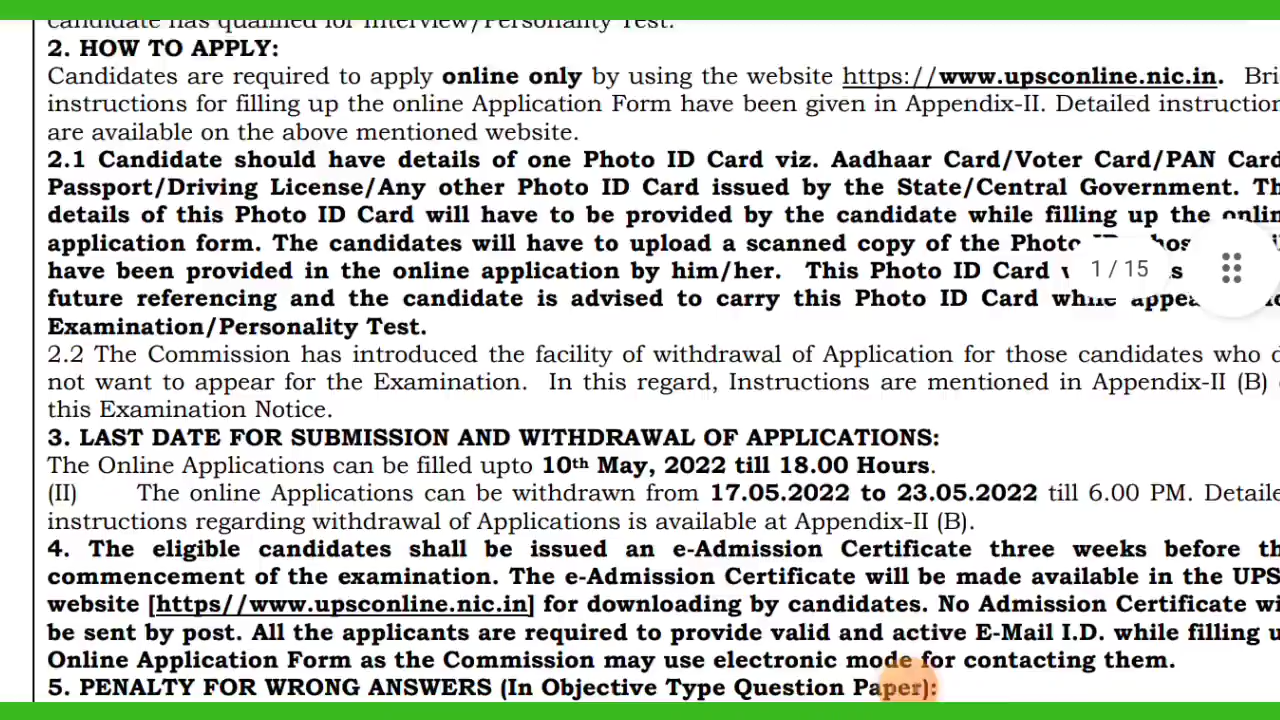 candidate has qualified for Interview/Personality Test.
2. HOW TO APPLY:
Candidates are required to apply online only by using the website https://www.upsconline.nic.in. Bri
instructions for filling up the online Application Form have been given in Appendix-II. Detailed instruction
are available on the above mentioned website.
2.1 Candidate should have details of one Photo ID Card viz. Aadhaar Card/Voter Card/PAN Card
Passport/Driving License/Any other Photo ID Card issued by the State/Central Government. Th
details of this Photo ID Card will have to be provided by the candidate while filling up the onlin
application form. The candidates will have to upload a scanned copy of the Photo
have been provided in the online application by him/her. This Photo ID Card
1 / 15
future referencing and the candidate is advised to carry this Photo ID Card while appea
Examination/Personality Test.
2.2 The Commission has introduced the facility of withdrawal of Application for those candidates who d
not want to appear for the Examination. In this regard, Instructions are mentioned in Appendix-II (B)
this Examination Notice.
3. LAST DATE FOR SUBMISSION AND WITHDRAWAL OF APPLICATIONS:
The Online Applications can be filled upto 10th May, 2022 till 18.00 Hours.
(II) The online Applications can be withdrawn from 17.05.2022 to 23.05.2022 till 6.00 PM. Detaile
instructions regarding withdrawal of Applications is available at Appendix-II (B).
4. The eligible candidates shall be issued an e-Admission Certificate three weeks before th
commencement of the examination. The e-Admission Certificate will be made available in the UPS
website [https//www.upsconline.nic.in] for downloading by candidates. No Admission Certificate wi
be sent by post. All the applicants are required to provide valid and active E-Mail I.D. while filling u
Online Application Form as the Commission may use electronic mode for contacting them.
5. PENALTY FOR WRONG ANSWERS (In Objective Type Question Paper):